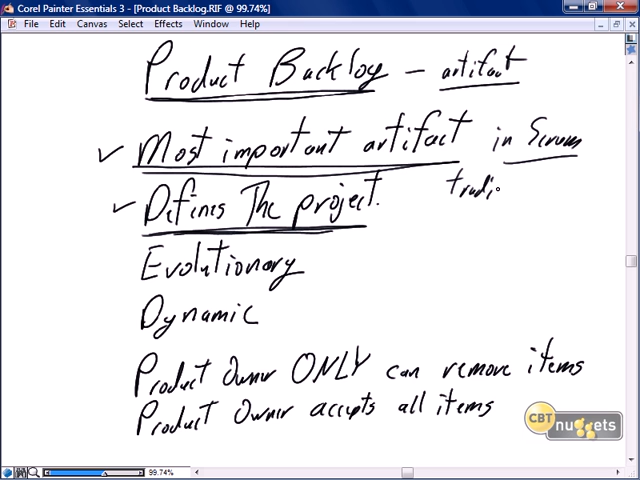 Corel Painter Essentials 3 - [Product Backlog.RIF @ 99.74%]
File Edit Canvas Select Effects Window Help
Product Backlog - artifact
✓ Most important artifact in Scrum
tradi
✓ Defines The project.
Evolutionary
Dynamic
Product Owner ONLY can remove items
Product Owner accepts all items
CBT nuggets
99.74%